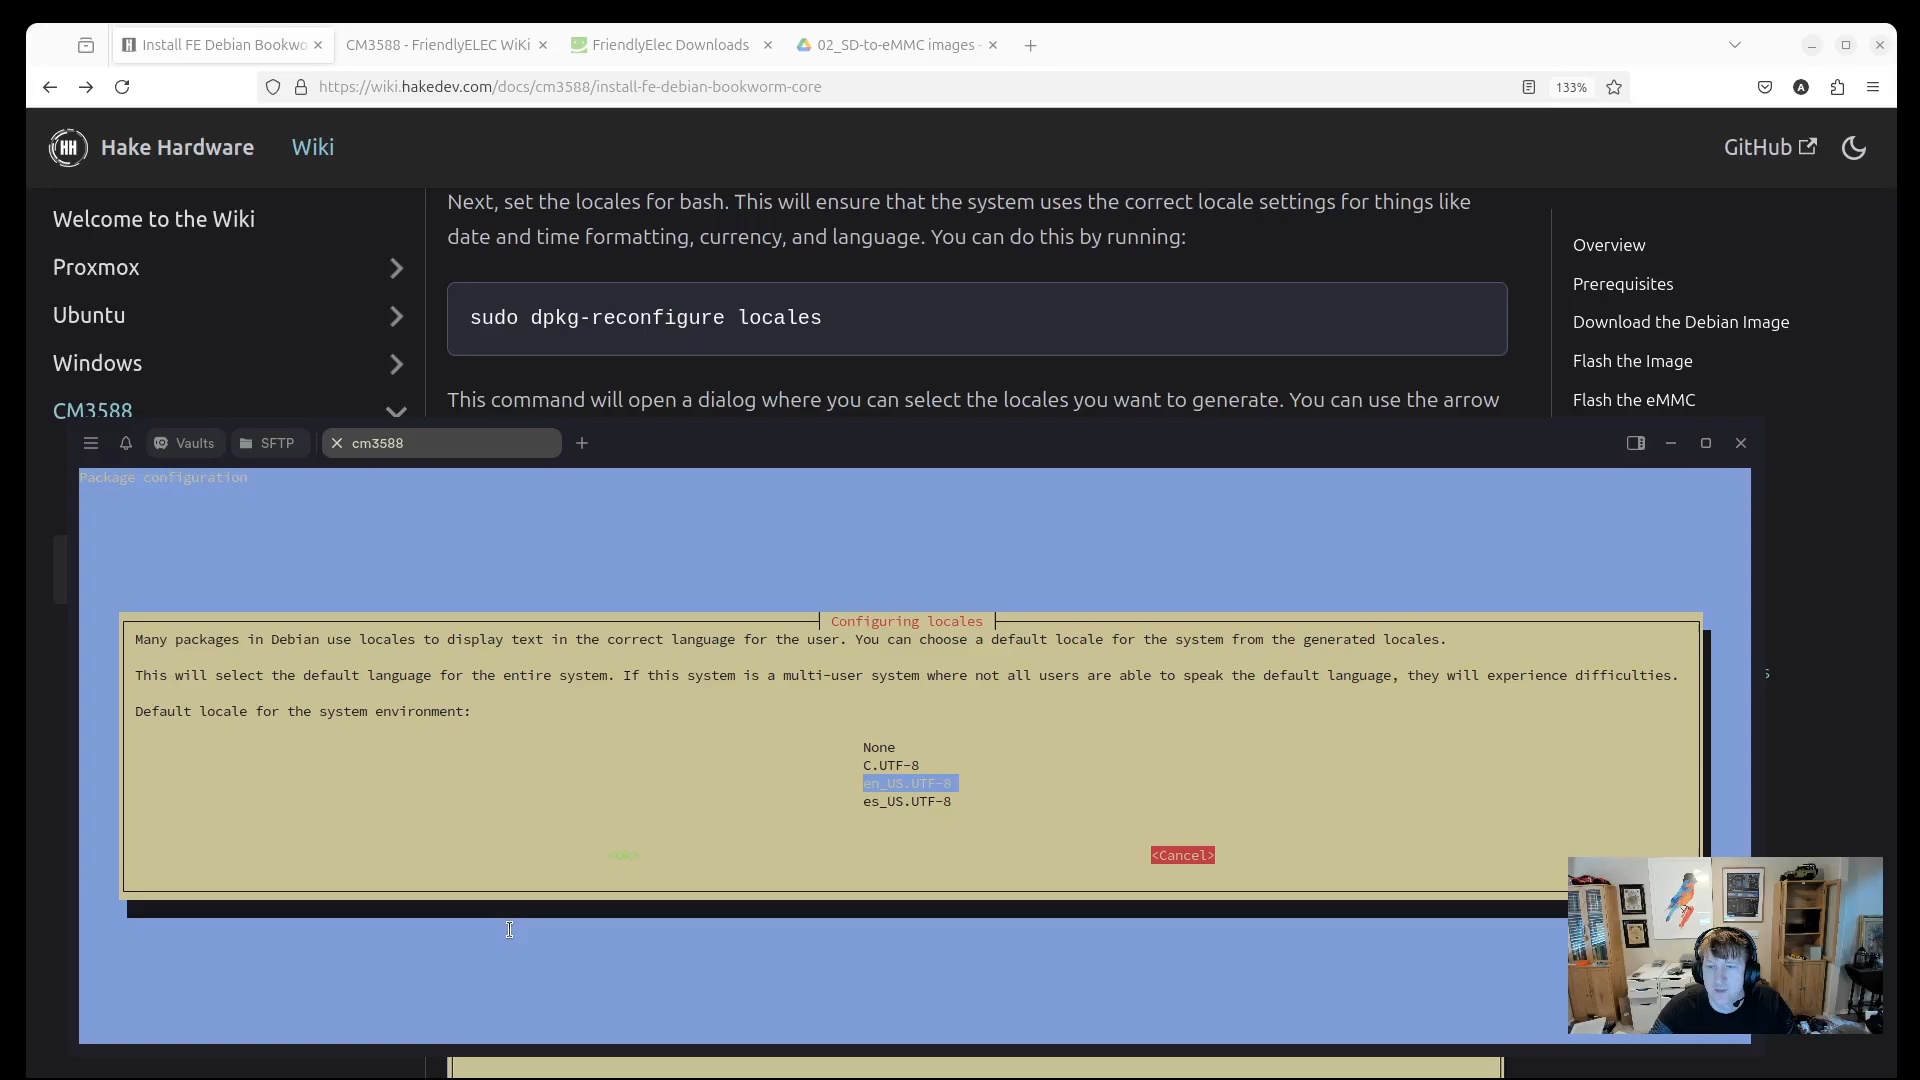 Install FE Debian Bookwo
CM3588 - FriendlyELEC WiKi
FriendlyElec Downloads
02_SD-to-eMMC images -
https://wiki.hakedev.com/docs/cm3588/install-fe-debian-bookworm-core
133%
A
HH
Hake Hardware
Wiki
GitHub
Welcome to the Wiki
Proxmox
Ubuntu
Windows
CM3588
Next, set the locales for bash. This will ensure that the system uses the correct locale settings for things like
date and time formatting, currency, and language. You can do this by running:
sudo dpkg-reconfigure locales
This command will open a dialog where you can select the locales you want to generate. You can use the arrow
Overview
Prerequisites
Download the Debian Image
Flash the Image
Flash the eMMC
Vaults
SFTP
cm3588
Package configuration
Configuring locales
Many packages in Debian use locales to display text in the correct language for the user. You can choose a default locale for the system from the generated locales.
This will select the default language for the entire system. If this system is a multi-user system where not all users are able to speak the default language, they will experience difficulties.
Default locale for the system environment:
None
C.UTF-8
en_US.UTF-8
es_US.UTF-8
<Ok>
<Cancel>